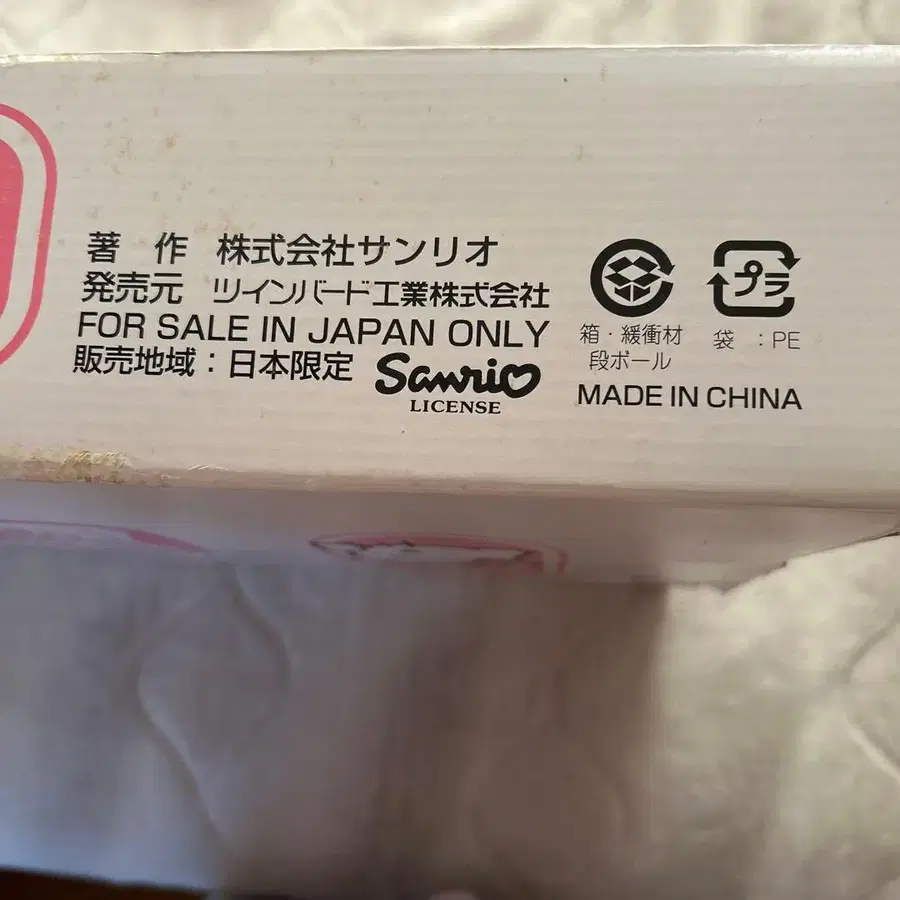 著 作 株式会社サンリオ
発売元 ツインバード工業株式会社
FOR SALE IN JAPAN ONLY
販売地域：日本限定
Sanrio
LICENSE
プラ
箱・緩衝材
段ボール
袋 : PE
MADE IN CHINA